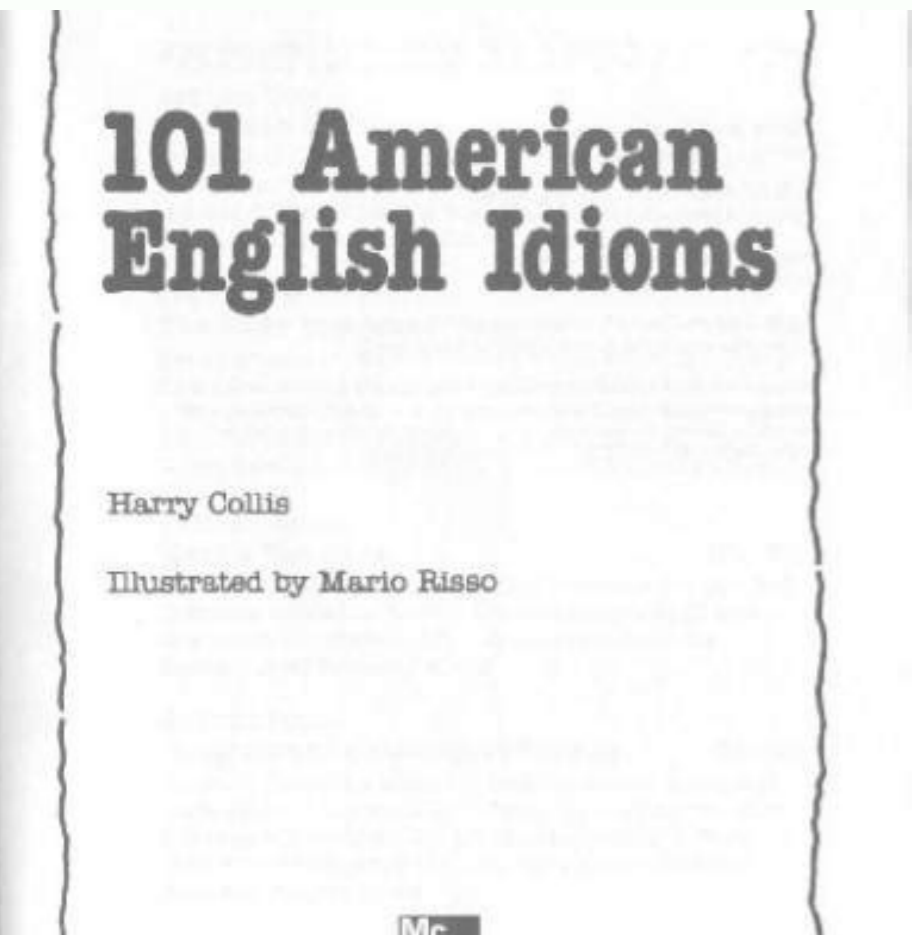 101 American
English Idioms
Harry Collis
Illustrated by Mario Risso
Mc